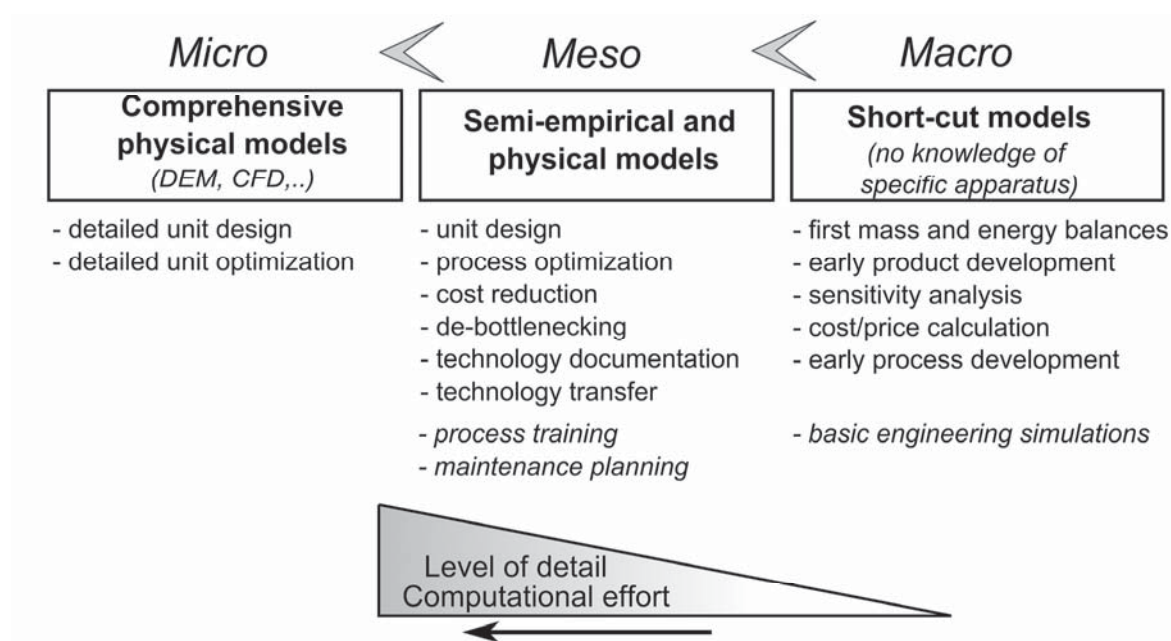 Micro
Meso
Macro
Comprehensive
physical models
(DEM, CFD,..)
- detailed unit design
- detailed unit optimization
Semi-empirical and
physical models
- unit design
- process optimization
- cost reduction
- de-bottlenecking
- technology documentation
- technology transfer
- process training
- maintenance planning
Short-cut models
(no knowledge of
specific apparatus)
- first mass and energy balances
- early product development
- sensitivity analysis
- cost/price calculation
- early process development
- basic engineering simulations
Level of detail
Computational effort